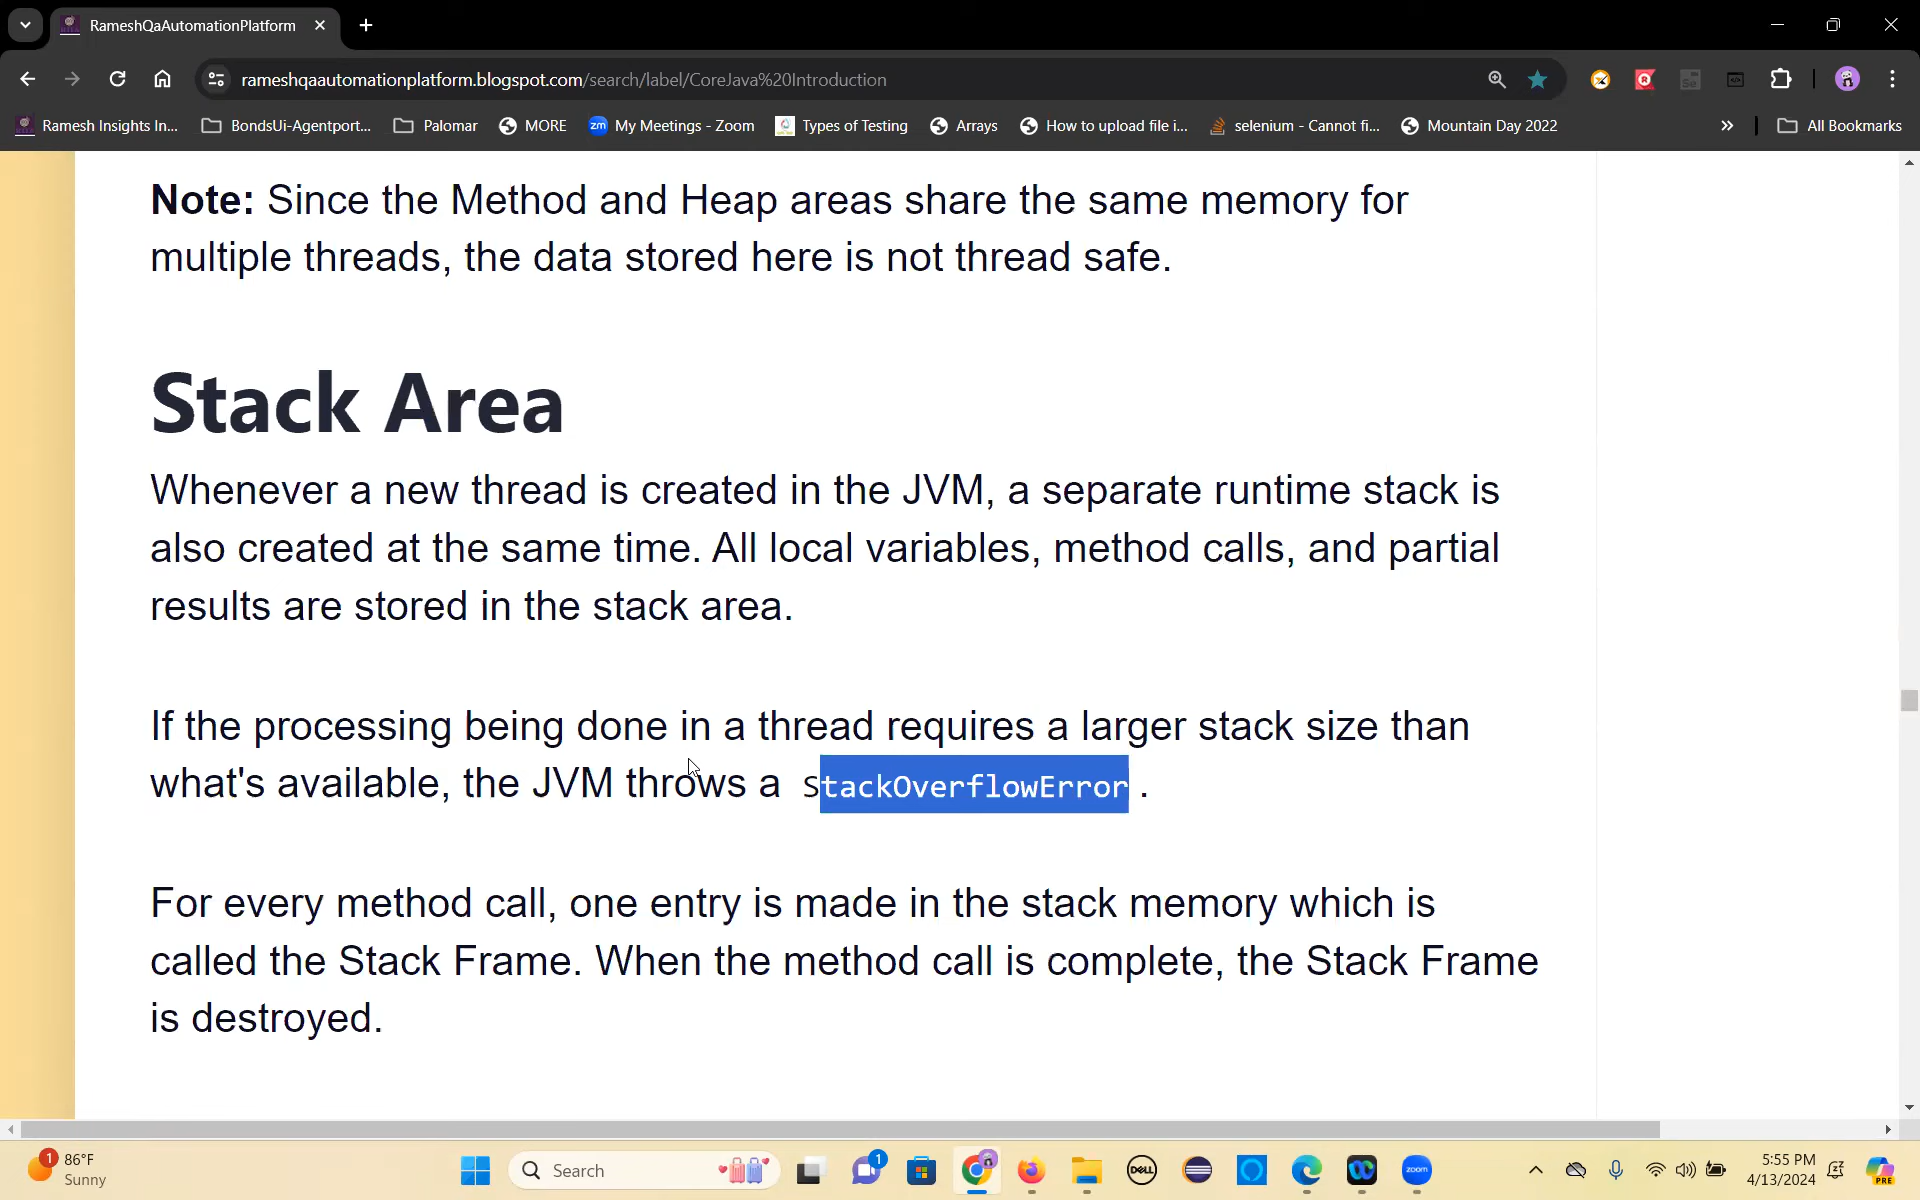 RameshQaAutomationPlatform
rameshqaautomationplatform.blogspot.com/search/label/CoreJava%20Introduction
Ramesh Insights In...
BondsUi-Agentport...
Palomar
MORE
zm My Meetings - Zoom
Types of Testing
Arrays
How to upload file i...
selenium - Cannot fi...
Mountain Day 2022
All Bookmarks
Note: Since the Method and Heap areas share the same memory for
multiple threads, the data stored here is not thread safe.
Stack Area
Whenever a new thread is created in the JVM, a separate runtime stack is
also created at the same time. All local variables, method calls, and partial
results are stored in the stack area.
If the processing being done in a thread requires a larger stack size than
what's available, the JVM throws a StackOverflowError .
For every method call, one entry is made in the stack memory which is
called the Stack Frame. When the method call is complete, the Stack Frame
is destroyed.
1
86°F
Sunny
Search
1
DELL
zoom
5:55 PM
4/13/2024
PRE